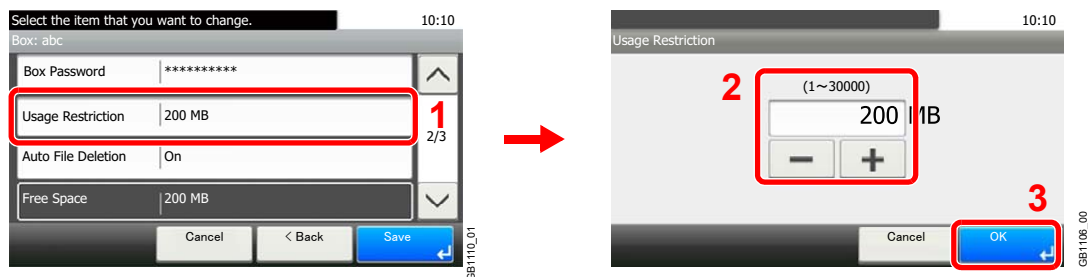 Select the item that you want to change. 10:10
Box: abc
Box Password **********
Usage Restriction 200 MB
1
2/3
Auto File Deletion On
Free Space 200 MB
Cancel < Back Save
GB1110_01
10:10
Usage Restriction
2
(1~30000)
200 MB
− +
3
Cancel OK
GB1106_00